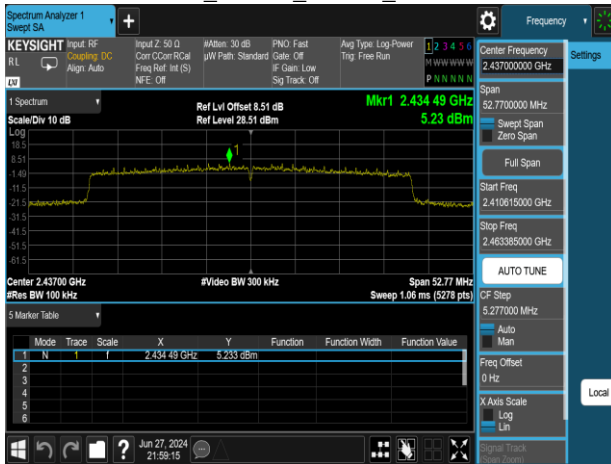 Spectrum Analyzer 1
Swept SA
+
Frequency
KEYSIGHT
RL
LXI
Input: RF
Coupling: DC
Align: Auto
Input Z: 50 Ω
Corr CCorr RCal
Freq Ref: Int (S)
NFE: Off
#Atten: 30 dB
µW Path: Standard
PNO: Fast
Gate: Off
IF Gain: Low
Sig Track: Off
Avg Type: Log-Power
Trig: Free Run
1 2 3 4 5 6
M W W W W W
P N N N N N
1 Spectrum
Scale/Div 10 dB
Log
Ref Lvl Offset 8.51 dB
Ref Level 28.51 dBm
Mkr1 2.434 49 GHz
5.23 dBm
1
18.5
8.51
-1.49
-11.5
-21.5
-31.5
-41.5
-51.5
-61.5
Center 2.43700 GHz
#Res BW 100 kHz
#Video BW 300 kHz
Span 52.77 MHz
Sweep 1.06 ms (5278 pts)
5 Marker Table
Mode Trace Scale X Y Function Function Width Function Value
1 N 1 f 2.434 49 GHz 5.233 dBm
2
3
4
5
6
?
Jun 27, 2024
21:59:15
Center Frequency
2.437000000 GHz
Settings
Span
52.7700000 MHz
Swept Span
Zero Span
Full Span
Start Freq
2.410615000 GHz
Stop Freq
2.463385000 GHz
AUTO TUNE
CF Step
5.277000 MHz
Auto
Man
Freq Offset
0 Hz
Local
X Axis Scale
Log
Lin
Signal Track
(Span Zoom)